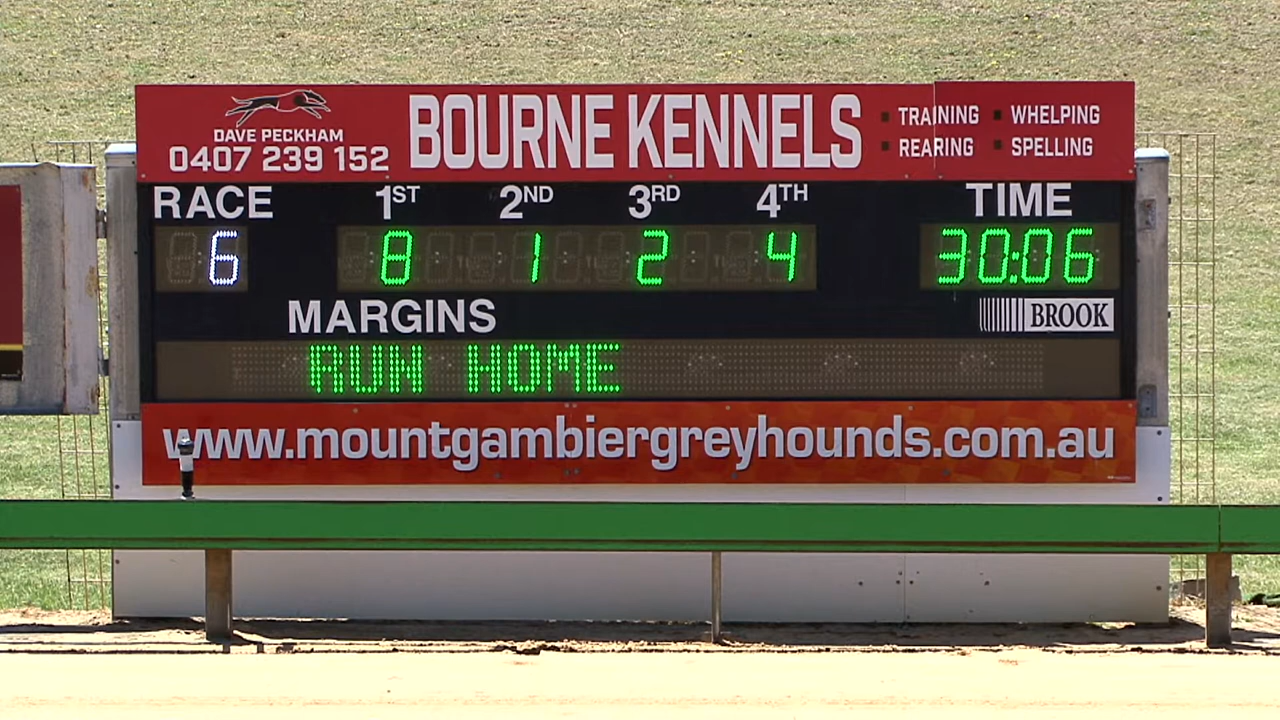 DAVE PECKHAM
0407 239 152
BOURNE KENNELS
TRAINING
WHELPING
REARING
SPELLING
RACE 1ST 2ND 3RD 4TH TIME
6 8 1 2 4 30:06
MARGINS
BROOK
RUN HOME
www.mountgambiergreyhounds.com.au